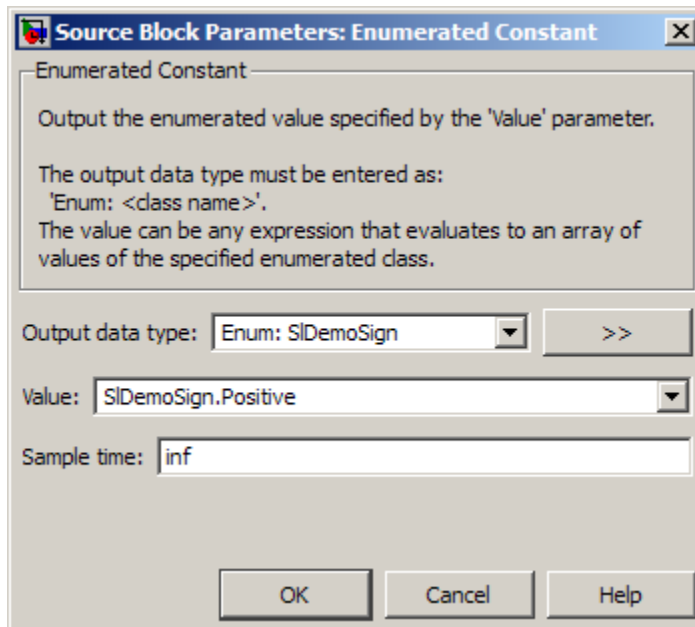 Source Block Parameters: Enumerated Constant
Enumerated Constant
Output the enumerated value specified by the 'Value' parameter.
The output data type must be entered as:
'Enum: <class name>'.
The value can be any expression that evaluates to an array of
values of the specified enumerated class.
Output data type: Enum: SlDemoSign >>
Value: SlDemoSign.Positive
Sample time: inf
OK Cancel Help